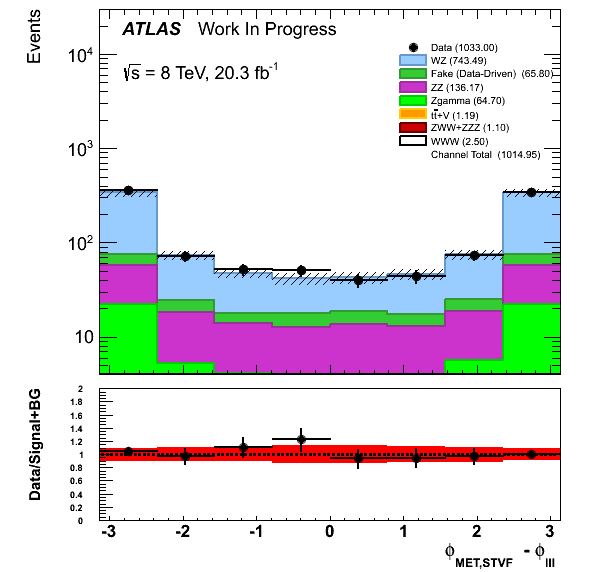 ATLAS Work In Progress
√s = 8 TeV, 20.3 fb⁻¹
Data (1033.00)
WZ (743.49)
Fake (Data-Driven) (65.80)
ZZ (136.17)
Zgamma (64.70)
tt̄+V (1.19)
ZWW+ZZZ (1.10)
WWW (2.50)
Channel Total (1014.95)
Events
10⁴
10³
10²
10
Data/Signal+BG
2
1.8
1.6
1.4
1.2
1
0.8
0.6
0.4
0.2
0
-3 -2 -1 0 1 2 3
ϕMET,STVF - ϕlll